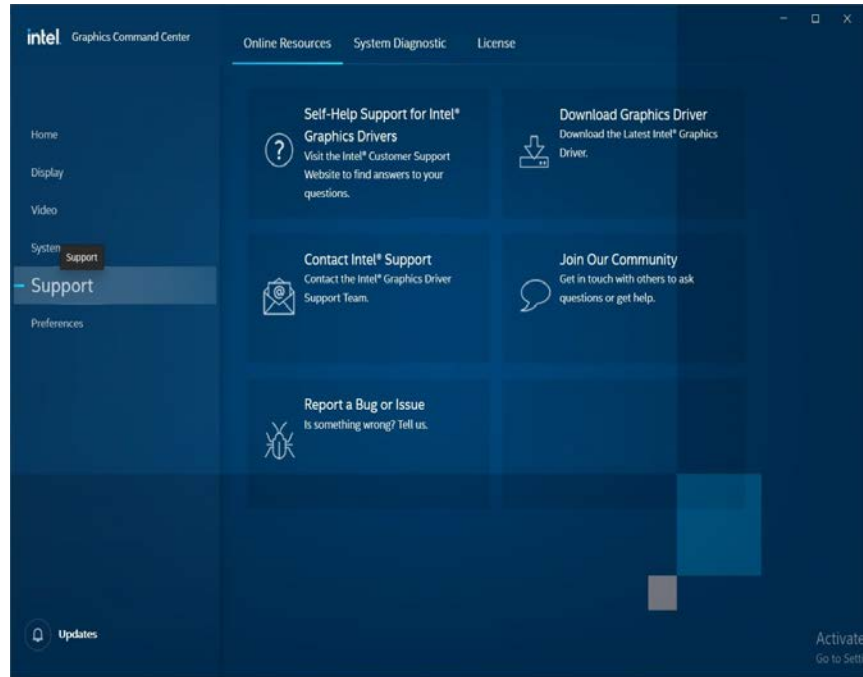 intel. Graphics Command Center
Online Resources
System Diagnostic
License
Home
Display
Video
System
Support
Support
Preferences
Self-Help Support for Intel®
Graphics Drivers
Visit the Intel® Customer Support
Website to find answers to your
questions.
Download Graphics Driver
Download the Latest Intel® Graphics
Driver.
Contact Intel® Support
Contact the Intel® Graphics Driver
Support Team.
Join Our Community
Get in touch with others to ask
questions or get help.
Report a Bug or Issue
Is something wrong? Tell us.
Updates
Activate
Go to Setti